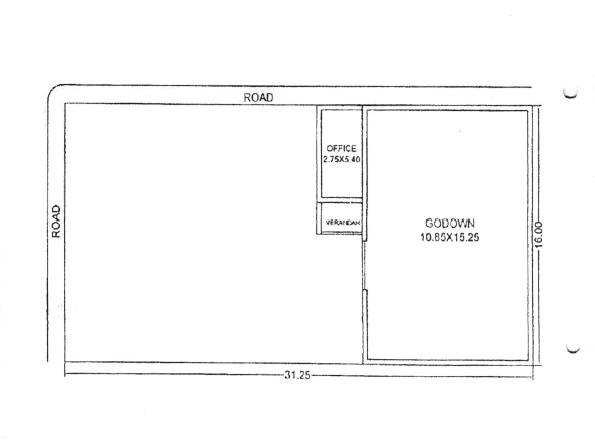 ROAD
OFFICE
2.75X5.40
VERANDAH
ROAD
GODOWN
10.85X15.25
16.00
31.25